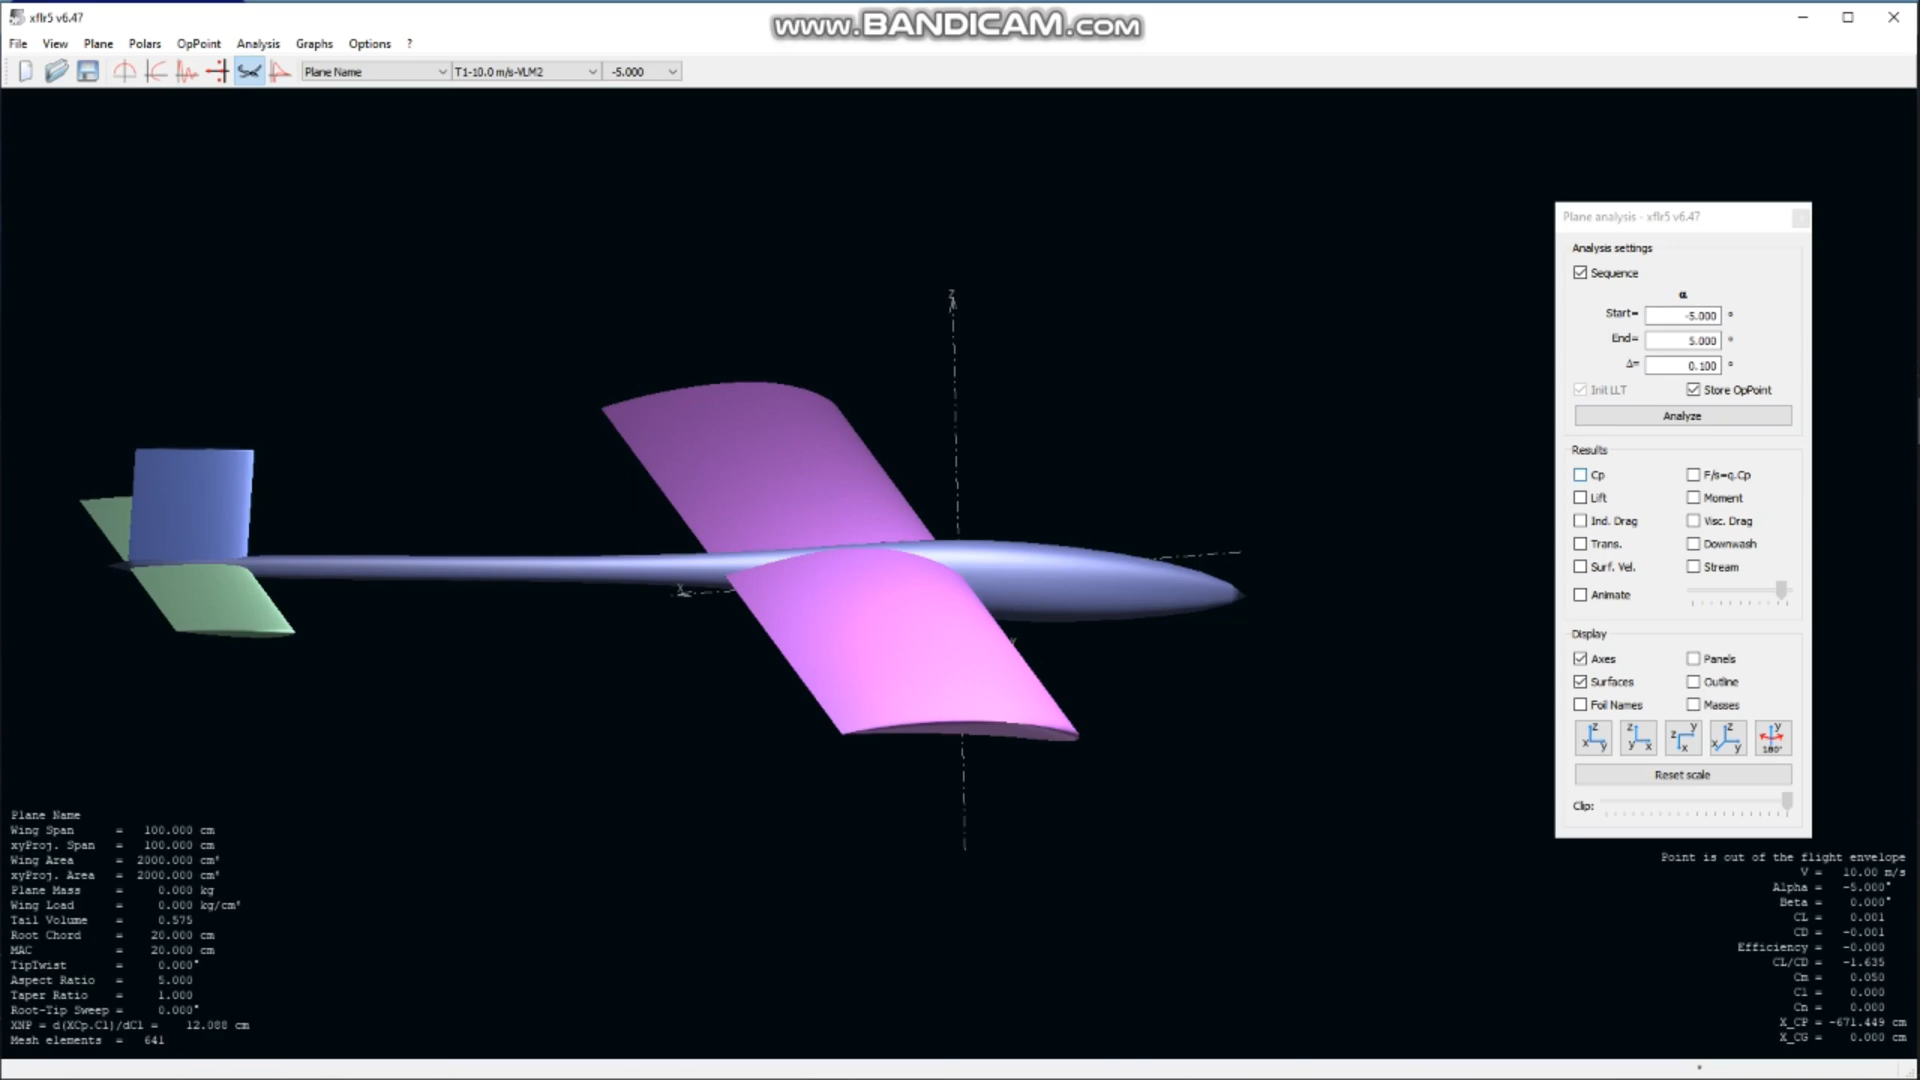 xflr5 v6.47
www.BANDICAM.com
File View Plane Polars OpPoint Analysis Graphs Options ?
Plane Name T1-10.0 m/s-VLM2 -5.000
Plane analysis - xflr5 v6.47
Analysis settings
Sequence
α
Start= -5.000 °
End= 5.000 °
Δ= 0.100 °
Init LLT Store OpPoint
Analyze
Results
Cp F/s=q.Cp
Lift Moment
Ind. Drag Visc. Drag
Trans. Downwash
Surf. Vel. Stream
Animate
Display
Axes Panels
Surfaces Outline
Foil Names Masses
Z X Y Z Y X Y Z X Z X Y Y 180°
Reset scale
Clip:
Z
X
Y
Plane Name
Wing Span = 100.000 cm
xyProj. Span = 100.000 cm
Wing Area = 2000.000 cm²
xyProj. Area = 2000.000 cm²
Plane Mass = 0.000 kg
Wing Load = 0.000 kg/cm²
Tail Volume = 0.575
Root Chord = 20.000 cm
MAC = 20.000 cm
TipTwist = 0.000°
Aspect Ratio = 5.000
Taper Ratio = 1.000
Root-Tip Sweep = 0.000°
XNP = d(XCp.Cl)/dCl = 12.088 cm
Mesh elements = 641
Point is out of the flight envelope
V = 10.00 m/s
Alpha = -5.000°
Beta = 0.000°
CL = 0.001
CD = -0.001
Efficiency = -0.000
CL/CD = -1.635
Cm = 0.050
Cl = 0.000
Cn = 0.000
X_CP = -671.449 cm
X_CG = 0.000 cm